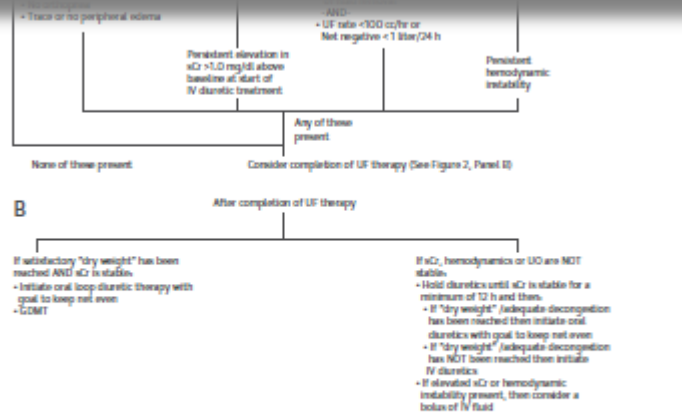 • Trace or no peripheral edema
-AND-
• UF rate <100 cc/hr or
Net negative <1 liter/24 h
Persistent elevation in
sCr >1.0 mg/dl above
baseline at start of
IV diuretic treatment
Persistent
hemodynamic
instability
Any of these
present
None of these present
Consider completion of UF therapy (See Figure 2, Panel B)
B
After completion of UF therapy
If satisfactory "dry weight" has been
reached AND sCr is stable:
• Initiate oral loop diuretic therapy with
goal to keep net even
• GDMT
If sCr, hemodynamics or UO are NOT
stable:
• Hold diuretics until sCr is stable for a
minimum of 12 h and then:
• If "dry weight" /adequate decongestion
has been reached then initiate oral
diuretics with goal to keep net even
• If "dry weight" /adequate decongestion
has NOT been reached then initiate
IV diuretics
• If elevated sCr or hemodynamic
instability present, then consider a
bolus of IV fluid